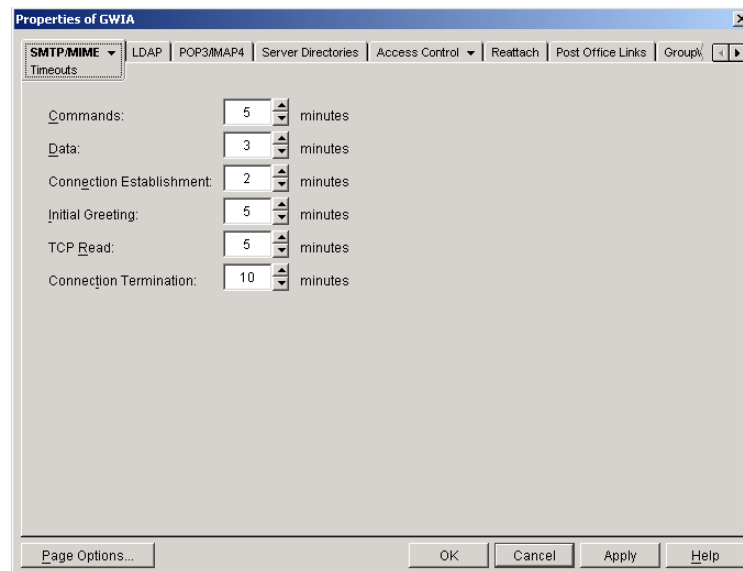 Properties of GWIA
SMTP/MIME LDAP POP3/IMAP4 Server Directories Access Control Reattach Post Office Links
Timeouts
Commands: 5 minutes
Data: 3 minutes
Connection Establishment: 2 minutes
Initial Greeting: 5 minutes
TCP Read: 5 minutes
Connection Termination: 10 minutes
Page Options... OK Cancel Apply Help